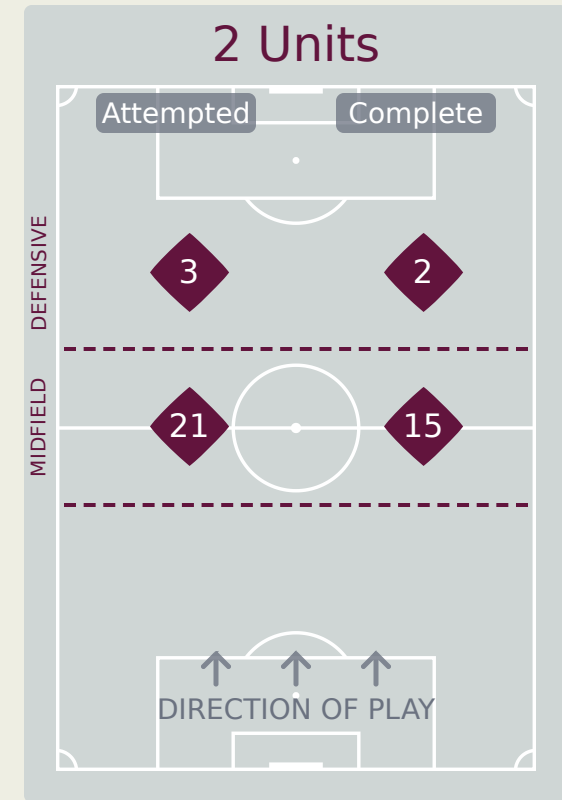 2 Units
Attempted Complete
DEFENSIVE
3 2
MIDFIELD
21 15
DIRECTION OF PLAY